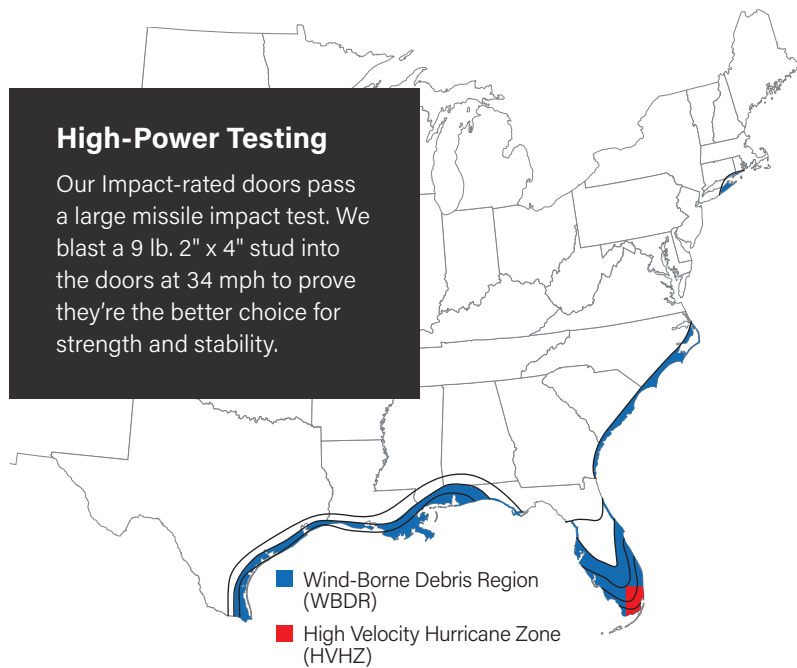 High-Power Testing
Our Impact-rated doors pass
a large missile impact test. We
blast a 9 lb. 2" x 4" stud into
the doors at 34 mph to prove
they’re the better choice for
strength and stability.
Wind-Borne Debris Region
(WBDR)
High Velocity Hurricane Zone
(HVHZ)